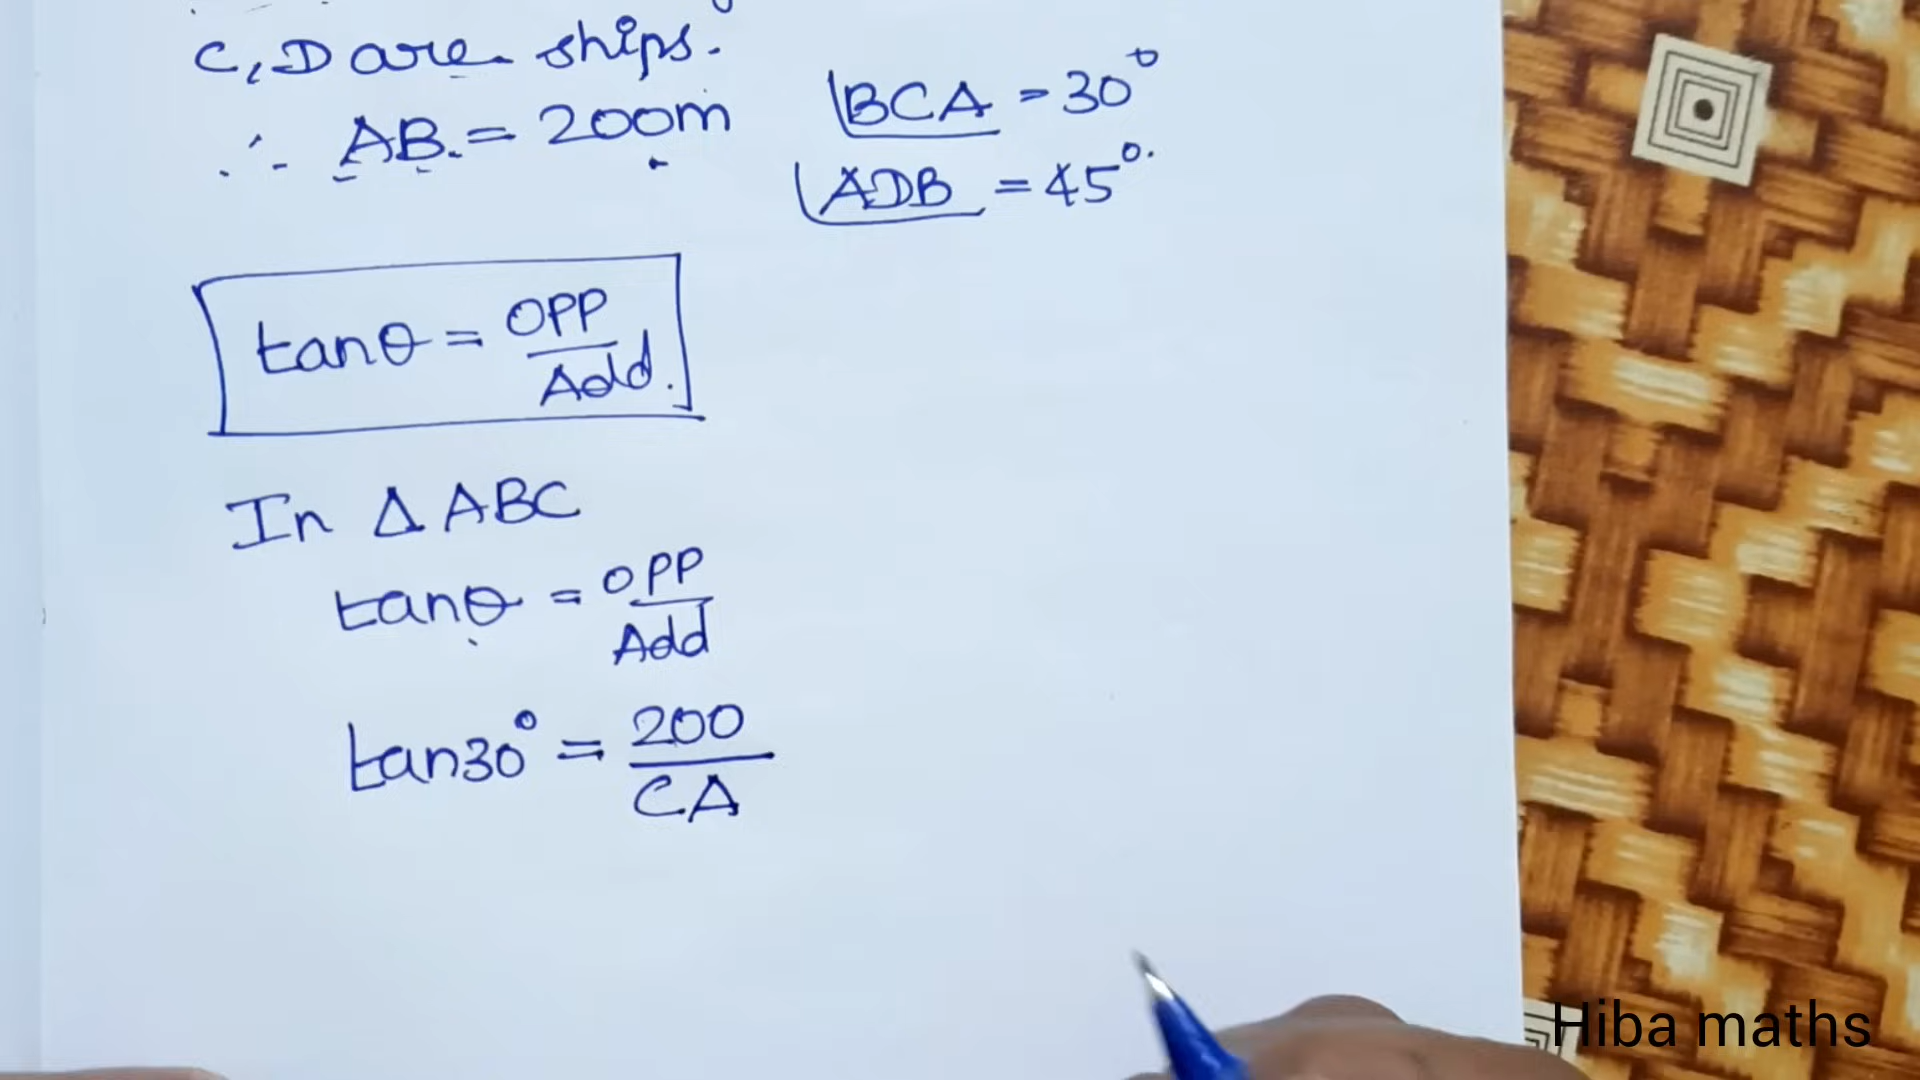 C, D are ships.
∴ AB = 200m
∠BCA = 30°
∠ADB = 45°.
tanθ = OPP/Add.
In Δ ABC
tanθ = OPP/Add
tan30° = 200/CA
Hiba maths